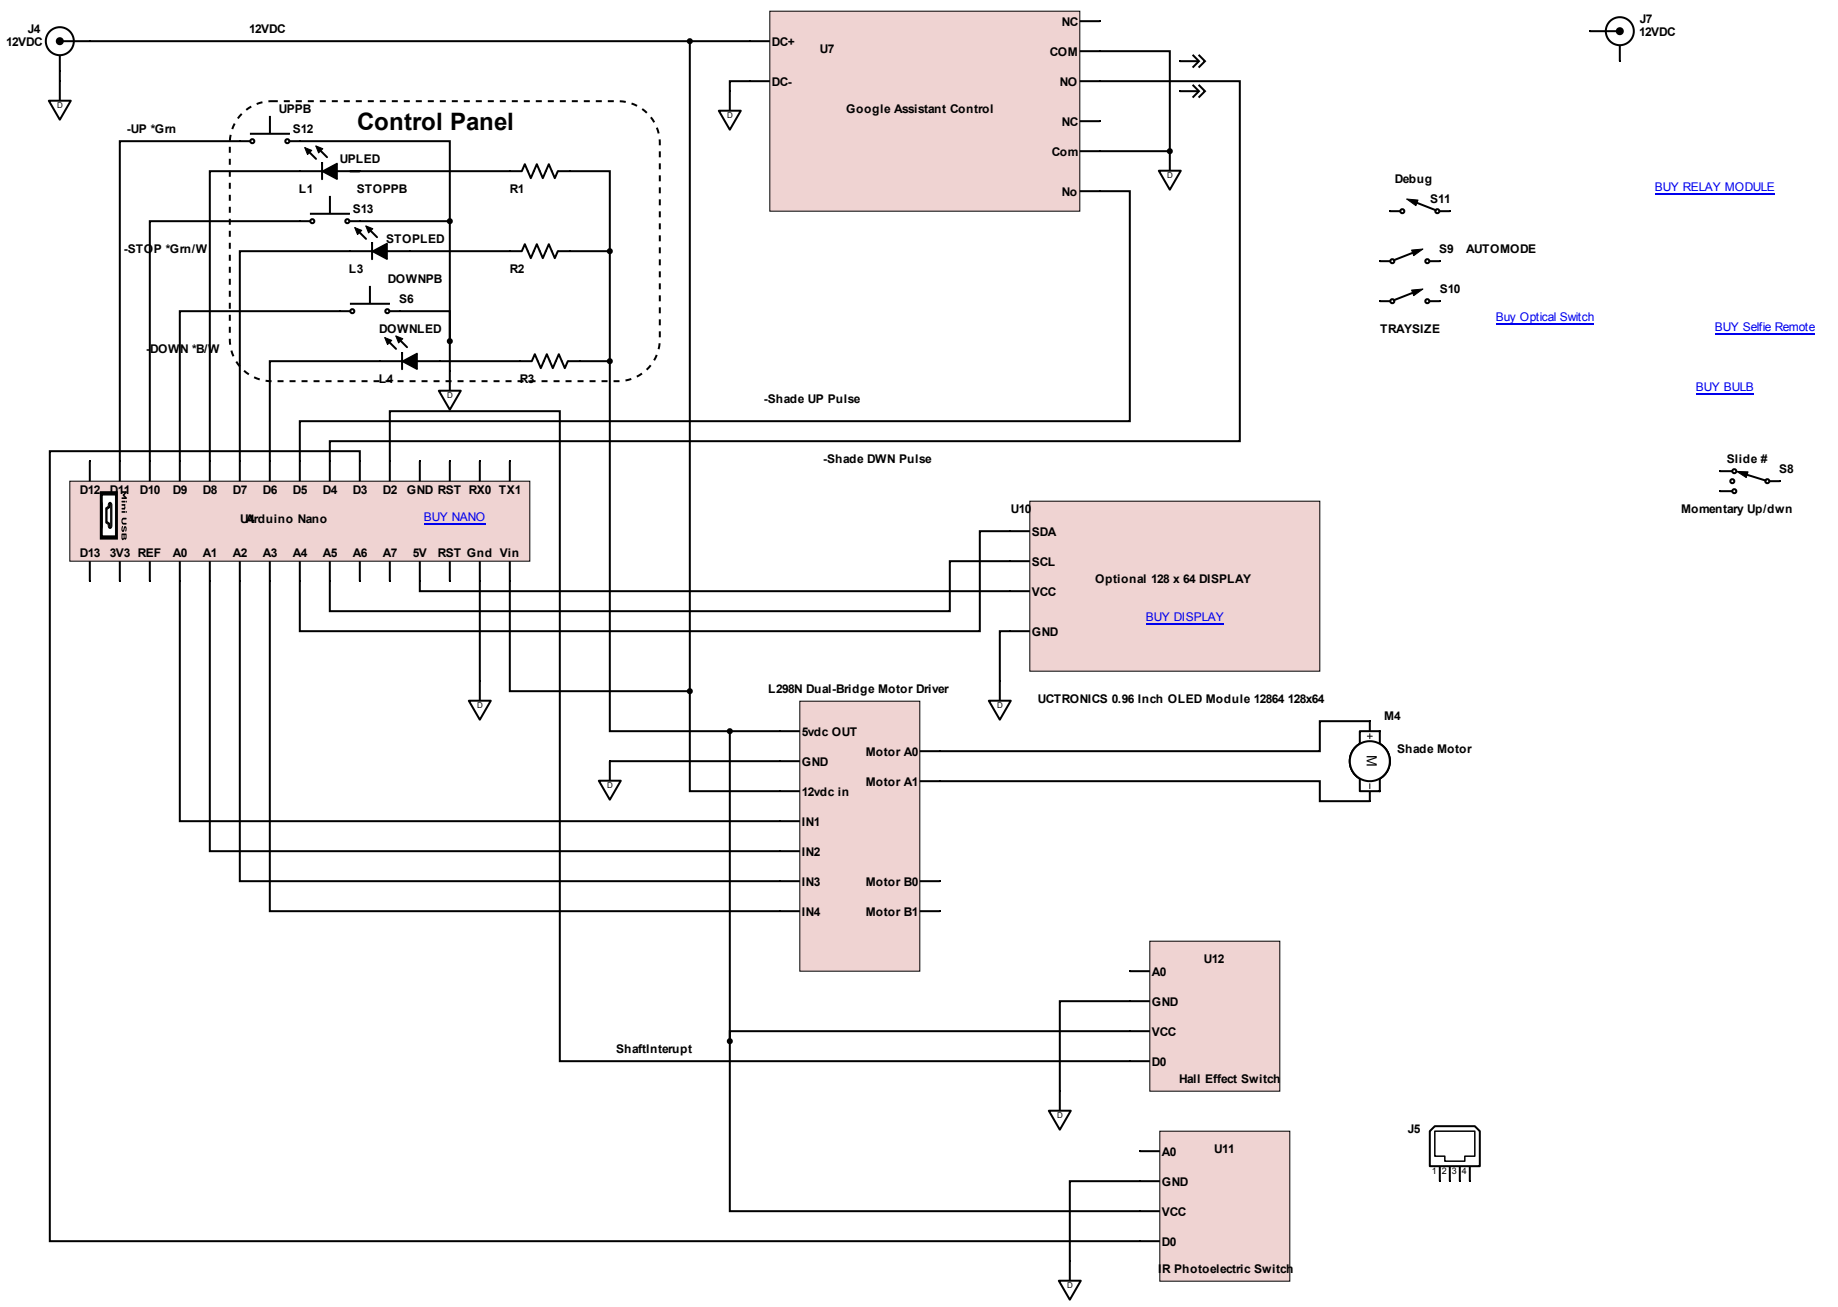 J4
12VDC
12VDC
J7
12VDC
DC+
DC-
U7
Google Assistant Control
NC
COM
NO
NC
Com
No
Control Panel
-UP *Grn
UPPB
S12
UPLED
L1
R1
STOPPB
S13
-STOP *Grn/W
STOPLED
L3
R2
DOWNPB
S6
-DOWN *B/W
DOWNLED
L4
R3
D
D
D
D
Debug
S11
S9 AUTOMODE
S10
TRAYSIZE
BUY RELAY MODULE
Buy Optical Switch
BUY Selfie Remote
BUY BULB
Slide #
S8
Momentary Up/dwn
-Shade UP Pulse
-Shade DWN Pulse
D12 D11 D10 D9 D8 D7 D6 D5 D4 D3 D2 GND RST RX0 TX1
Mini USB
Arduino Nano
BUY NANO
D13 3V3 REF A0 A1 A2 A3 A4 A5 A6 A7 5V RST Gnd Vin
U10
SDA
SCL
VCC
GND
Optional 128 x 64 DISPLAY
BUY DISPLAY
UCTRONICS 0.96 Inch OLED Module 12864 128x64
D
D
L298N Dual-Bridge Motor Driver
5vdc OUT
GND
12vdc in
IN1
IN2
IN3
IN4
Motor A0
Motor A1
Motor B0
Motor B1
D
M4
+
M
-
Shade Motor
U12
A0
GND
VCC
D0
Hall Effect Switch
ShaftInterupt
D
U11
A0
GND
VCC
D0
IR Photoelectric Switch
D
J5
1 2 3 4